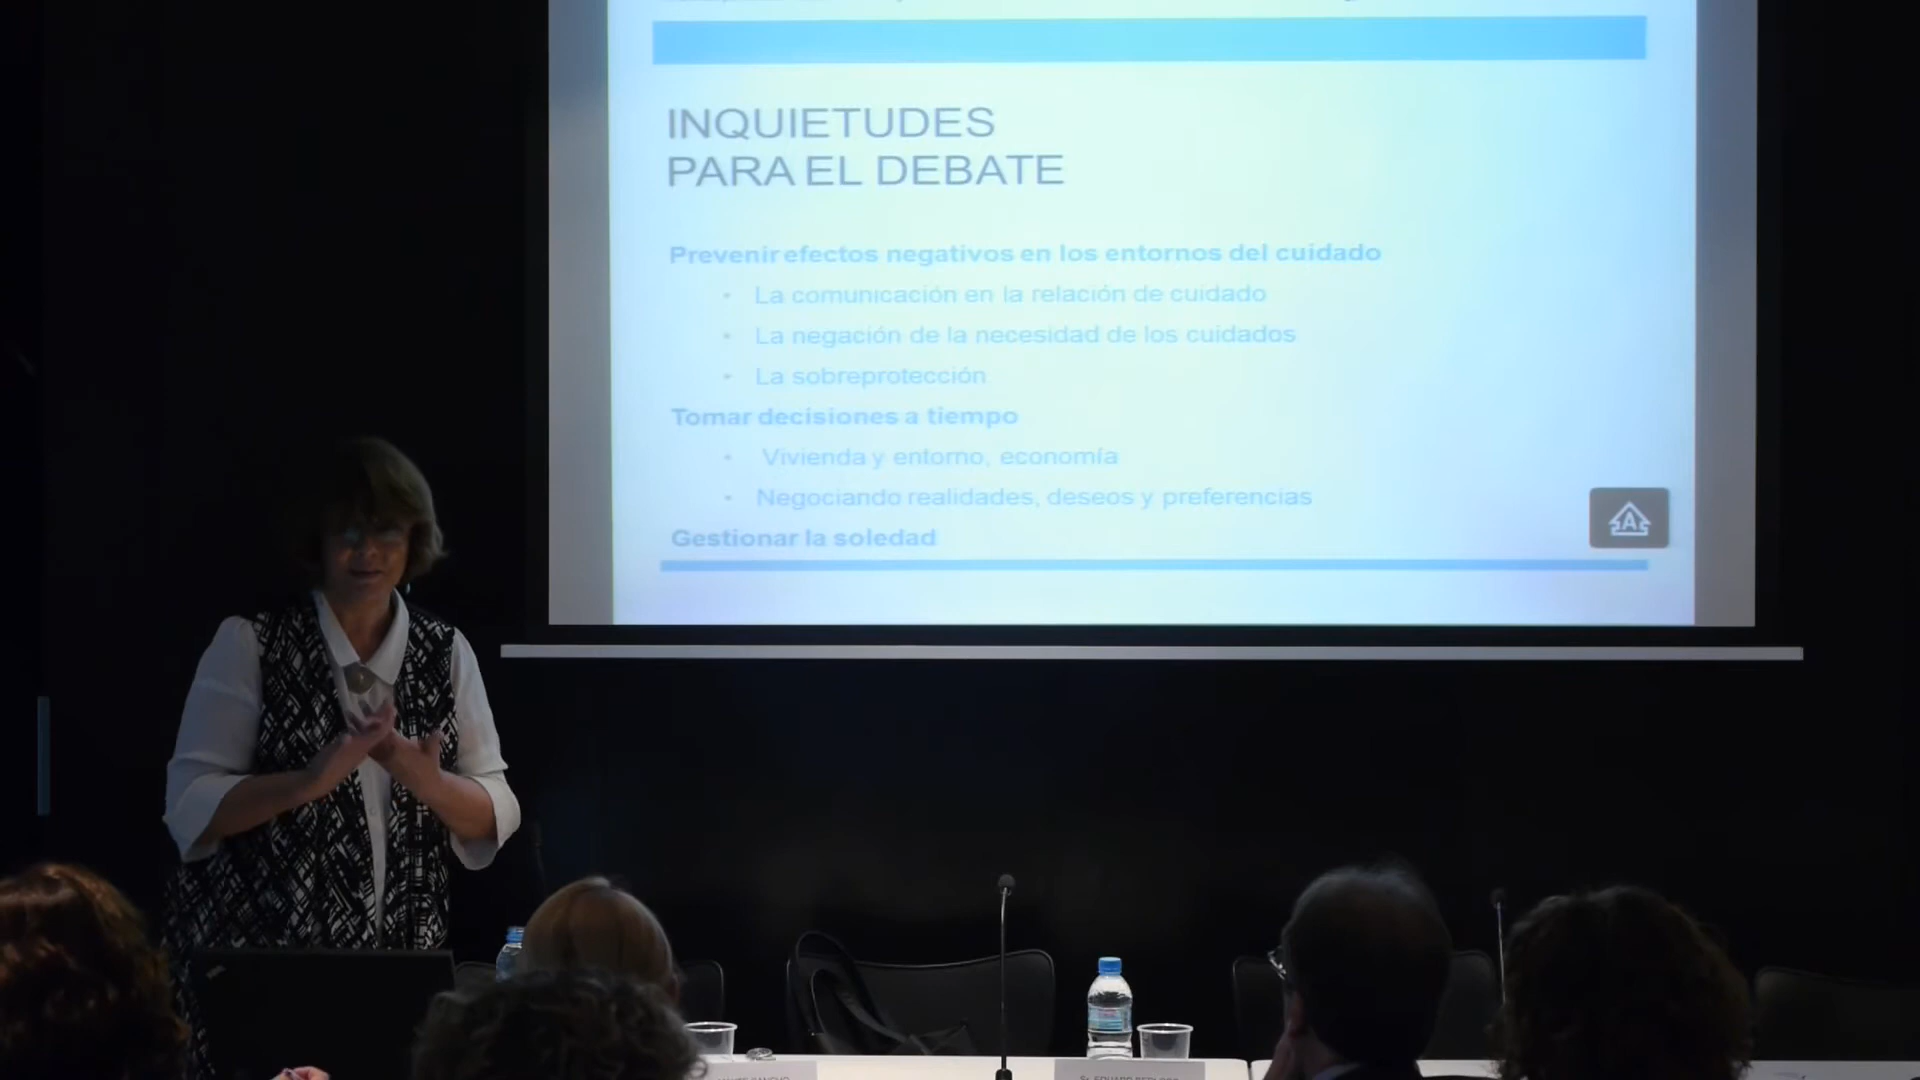 INQUIETUDES
PARA EL DEBATE
Prevenir efectos negativos en los entornos del cuidado
• La comunicación en la relación de cuidado
• La negación de la necesidad de los cuidados
• La sobreprotección
Tomar decisiones a tiempo
• Vivienda y entorno, economía
• Negociando realidades, deseos y preferencias
Gestionar la soledad
A